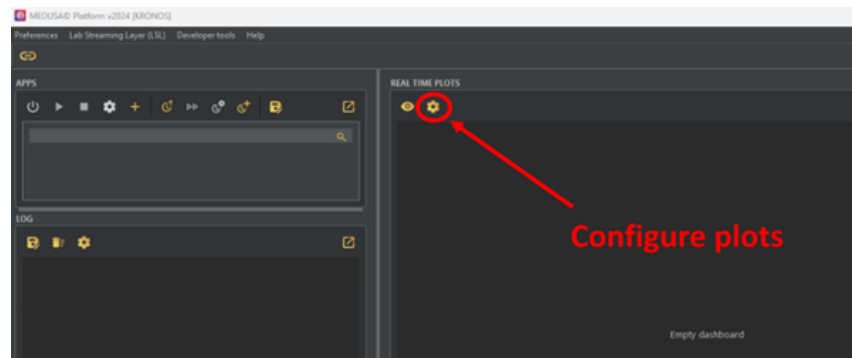 MEDUSA© Platform v2024 [KRONOS]
Preferences Lab Streaming Layer (LSL) Developer tools Help
APPS
REAL TIME PLOTS
LOG
Configure plots
Empty dashboard